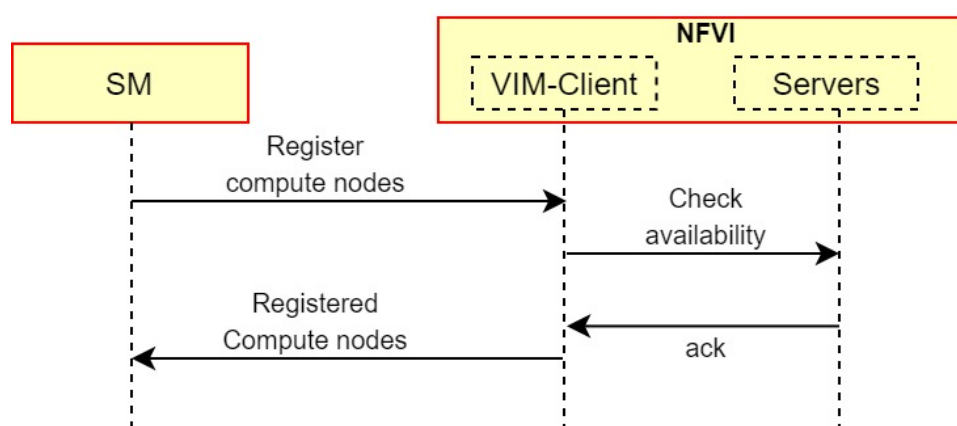 NFVI
SM
VIM-Client
Servers
Register
compute nodes
Check
availability
Registered
Compute nodes
ack